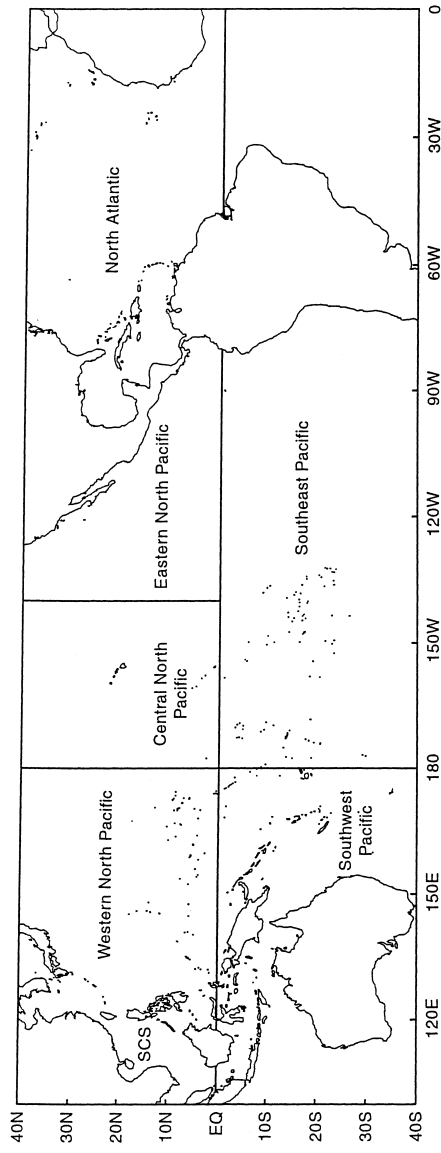 40N
30N
20N
10N
EQ
10S
20S
30S
40S
120E
150E
180
150W
120W
90W
60W
30W
0
Western North Pacific
SCS
Central North
Pacific
Eastern North Pacific
North Atlantic
Southwest
Pacific
Southeast Pacific